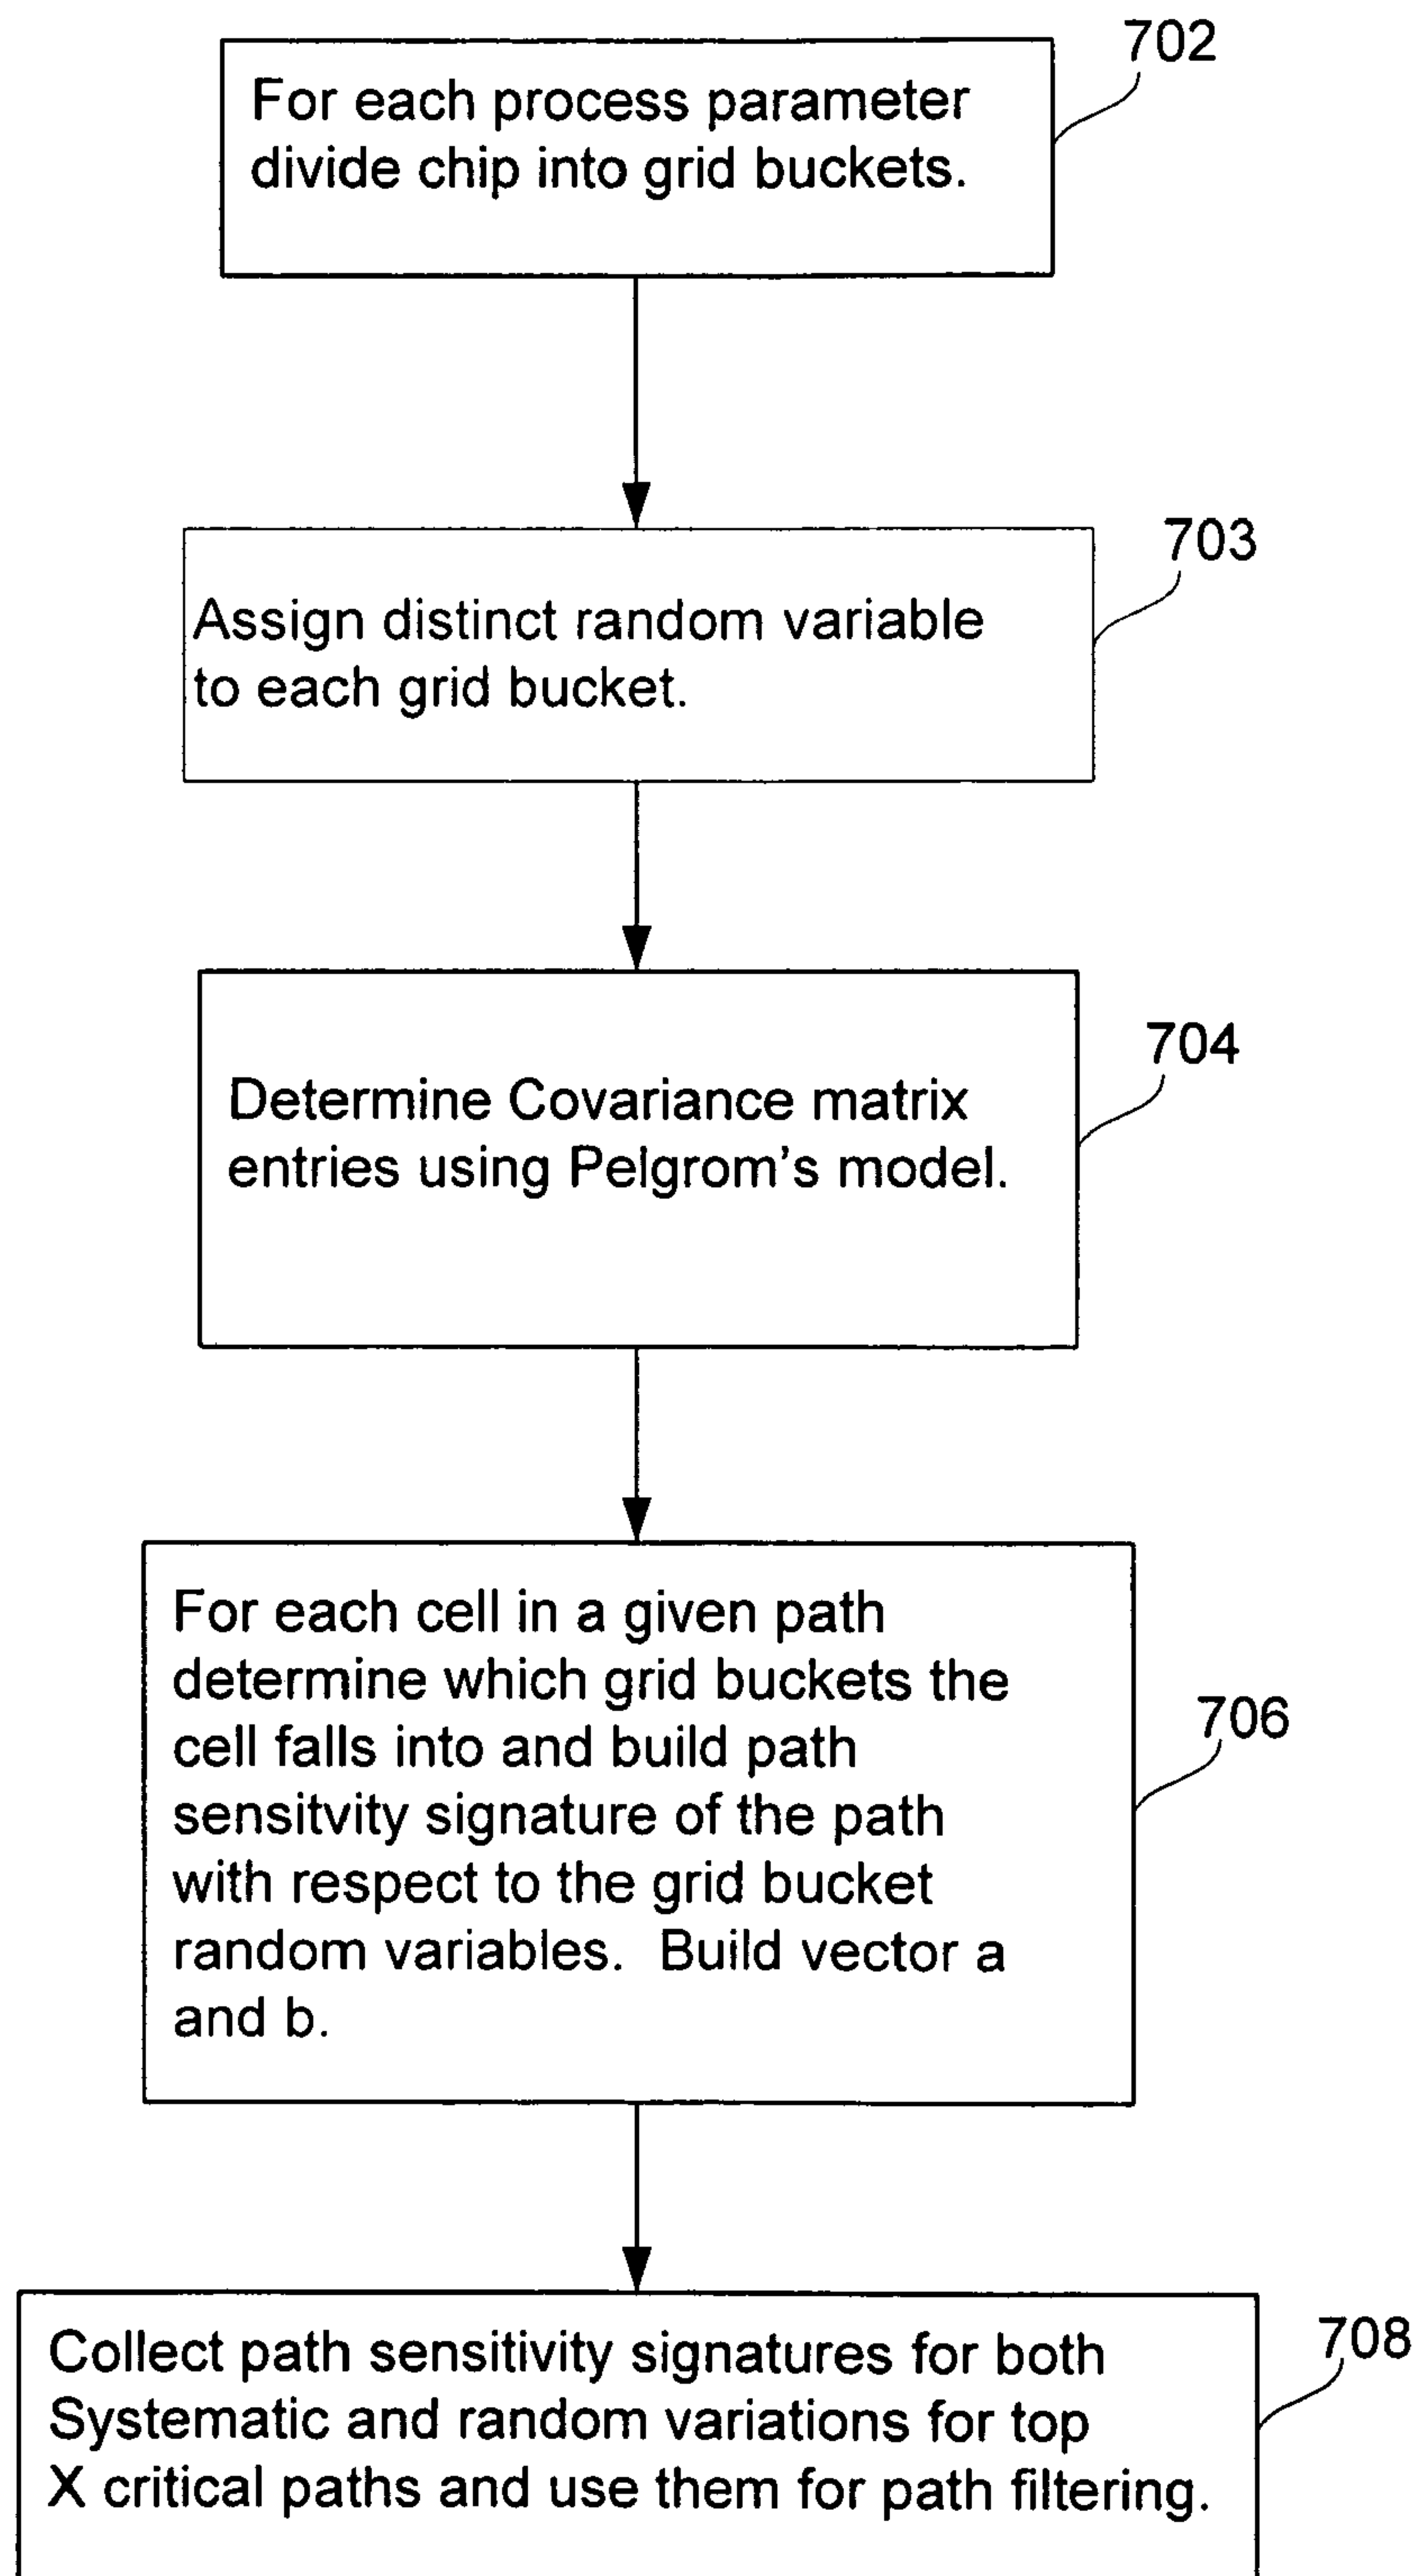 702
For each process parameter
divide chip into grid buckets.
703
Assign distinct random variable
to each grid bucket.
704
Determine Covariance matrix
entries using Pelgrom's model.
706
For each cell in a given path
determine which grid buckets the
cell falls into and build path
sensitvity signature of the path
with respect to the grid bucket
random variables. Build vector a
and b.
708
Collect path sensitivity signatures for both
Systematic and random variations for top
X critical paths and use them for path filtering.